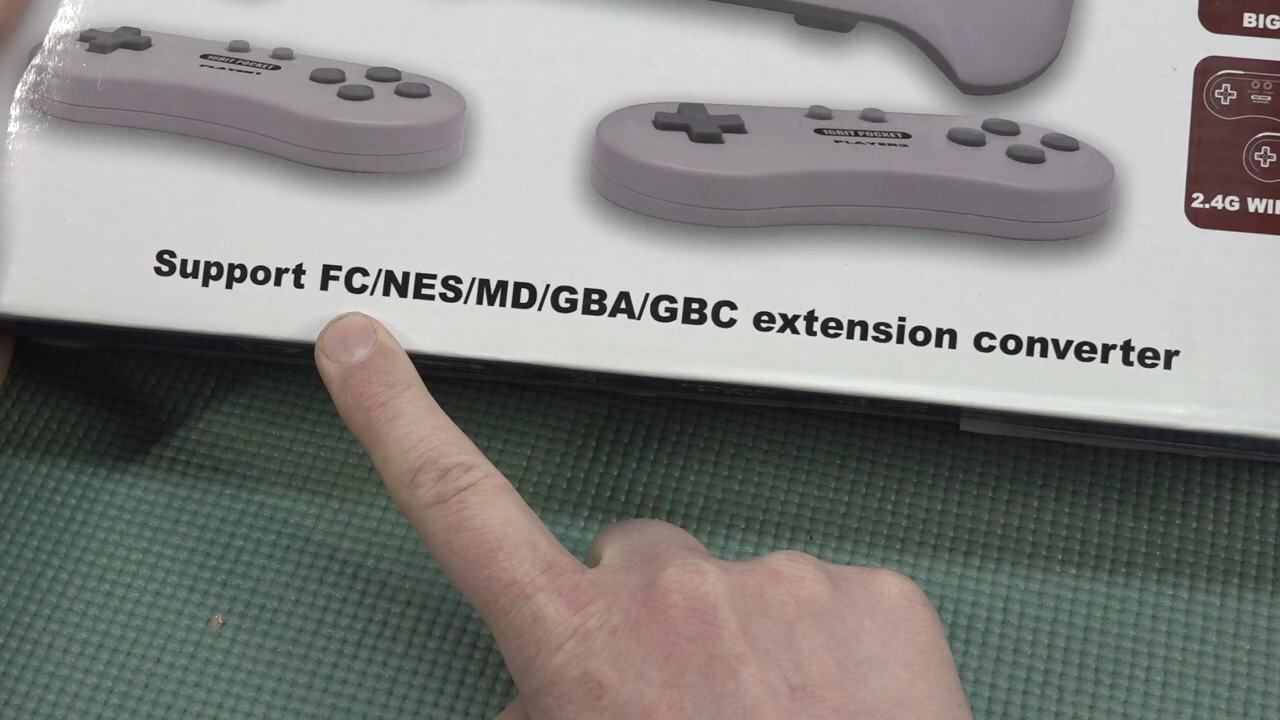 BIG
16BIT POCKET
PLAYER1
16BIT POCKET
PLAYER2
2.4G WI
Support FC/NES/MD/GBA/GBC extension converter